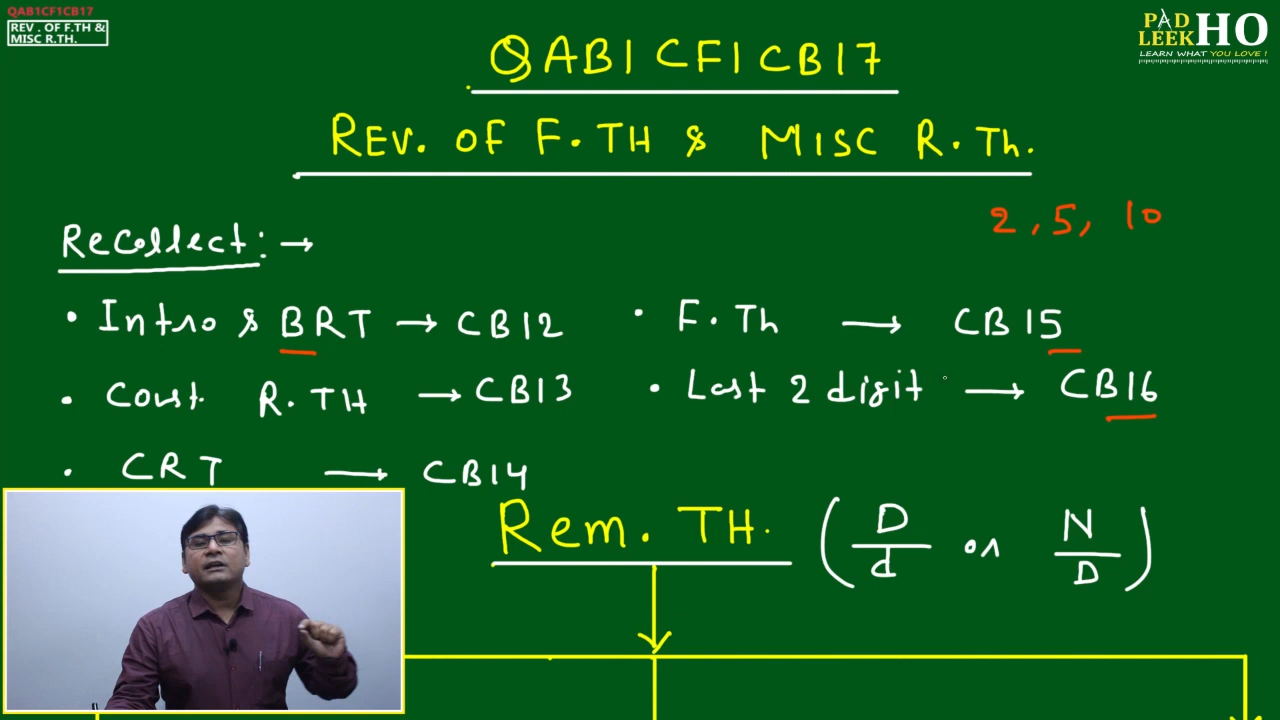 QAB1CF1CB17
REV . OF F.TH &
MISC R.TH.
PAD
LEEK HO
LEARN WHAT YOU LOVE !
QAB1CF1CB17
REV. OF F.TH & MISC R.Th.
2, 5, 10
Recollect: →
• Intro & BRT → CB12
• F.Th → CB15
• Const. R.TH → CB13
• Last 2 digit → CB16
• CRT → CB14
Rem. TH. (D/d or N/D)